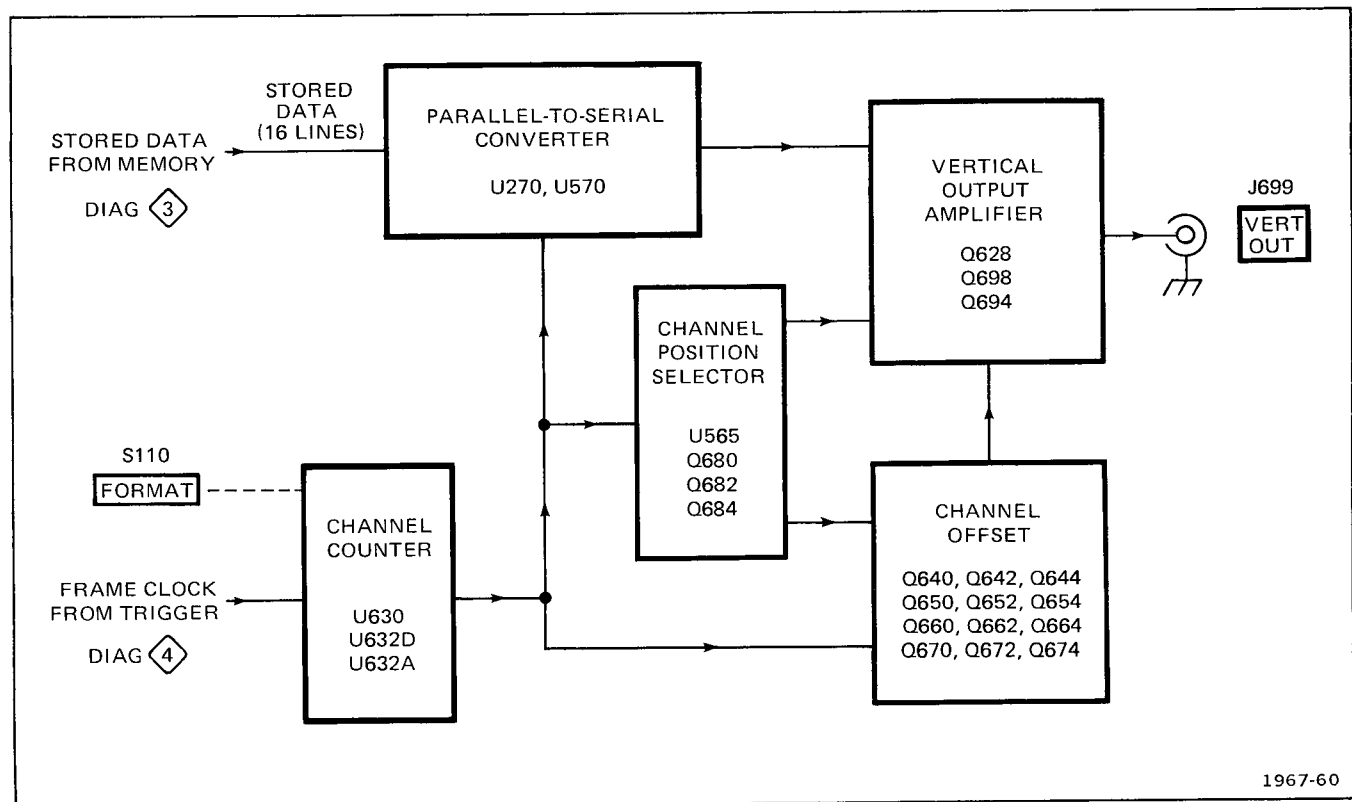 STORED DATA
FROM MEMORY
DIAG 3
STORED
DATA
(16 LINES)
PARALLEL-TO-SERIAL
CONVERTER
U270, U570
VERTICAL
OUTPUT
AMPLIFIER
Q628
Q698
Q694
J699
VERT
OUT
CHANNEL
POSITION
SELECTOR
U565
Q680
Q682
Q684
S110
FORMAT
FRAME CLOCK
FROM TRIGGER
DIAG 4
CHANNEL
COUNTER
U630
U632D
U632A
CHANNEL
OFFSET
Q640, Q642, Q644
Q650, Q652, Q654
Q660, Q662, Q664
Q670, Q672, Q674
1967-60